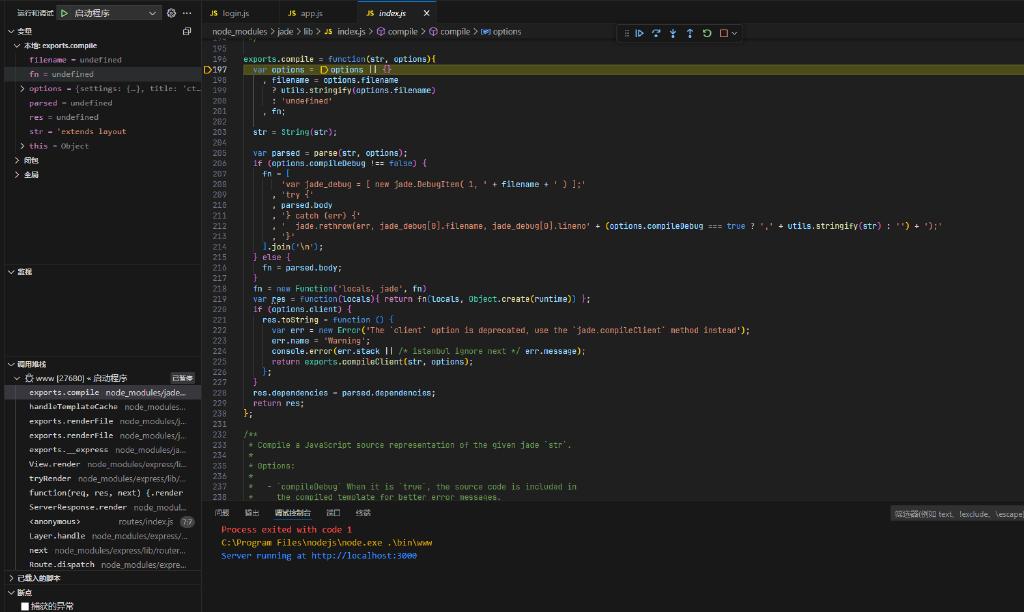 运行和调试 启动程序
变量
本地: exports.compile
filename = undefined
fn = undefined
options = {settings: {…}, title: 'ct…
parsed = undefined
res = undefined
str = 'extends layout
this = Object
闭包
全局
监视
调用堆栈
www [27680] « 启动程序 已暂停
exports.compile node_modules/jade...
handleTemplateCache node_modules...
exports.renderFile node_modules/j...
exports.renderFile node_modules/j...
exports.__express node_modules/ja...
View.render node_modules/express/li...
tryRender node_modules/express/lib/...
function(req, res, next) {.render
ServerResponse.render node_modul...
<anonymous> routes/index.js 7:7
Layer.handle node_modules/express/...
next node_modules/express/lib/router...
Route.dispatch node_modules/expre...
已载入的脚本
断点
捕获的异常
JS login.js JS app.js JS index.js
node_modules > jade > lib > JS index.js > compile > compile > options
195
196 exports.compile = function(str, options){
197 var options = options || {}
198 , filename = options.filename
199 ? utils.stringify(options.filename)
200 : 'undefined'
201 , fn;
202
203 str = String(str);
204
205 var parsed = parse(str, options);
206 if (options.compileDebug !== false) {
207 fn = [
208 'var jade_debug = [ new jade.DebugItem( 1, ' + filename + ' ) ];'
209 , 'try {'
210 , parsed.body
211 , '} catch (err) {'
212 , '  jade.rethrow(err, jade_debug[0].filename, jade_debug[0].lineno' + (options.compileDebug === true ? ',' + utils.stringify(str) : '') + ');'
213 , '}'
214 ].join('\n');
215 } else {
216 fn = parsed.body;
217 }
218 fn = new Function('locals, jade', fn)
219 var res = function(locals){ return fn(locals, Object.create(runtime)) };
220 if (options.client) {
221 res.toString = function () {
222 var err = new Error('The `client` option is deprecated, use the `jade.compileClient` method instead');
223 err.name = 'Warning';
224 console.error(err.stack || /* istanbul ignore next */ err.message);
225 return exports.compileClient(str, options);
226 };
227 }
228 res.dependencies = parsed.dependencies;
229 return res;
230 };
231
232 /**
233 * Compile a JavaScript source representation of the given jade `str`.
234 *
235 * Options:
236 *
237 * - `compileDebug` When it is `true`, the source code is included in
238 * the compiled template for better error messages.
问题 输出 调试控制台 端口 终端
筛选器(例如 text、!exclude、\escape)
Process exited with code 1
C:\Program Files\nodejs\node.exe .\bin\www
Server running at http://localhost:3000